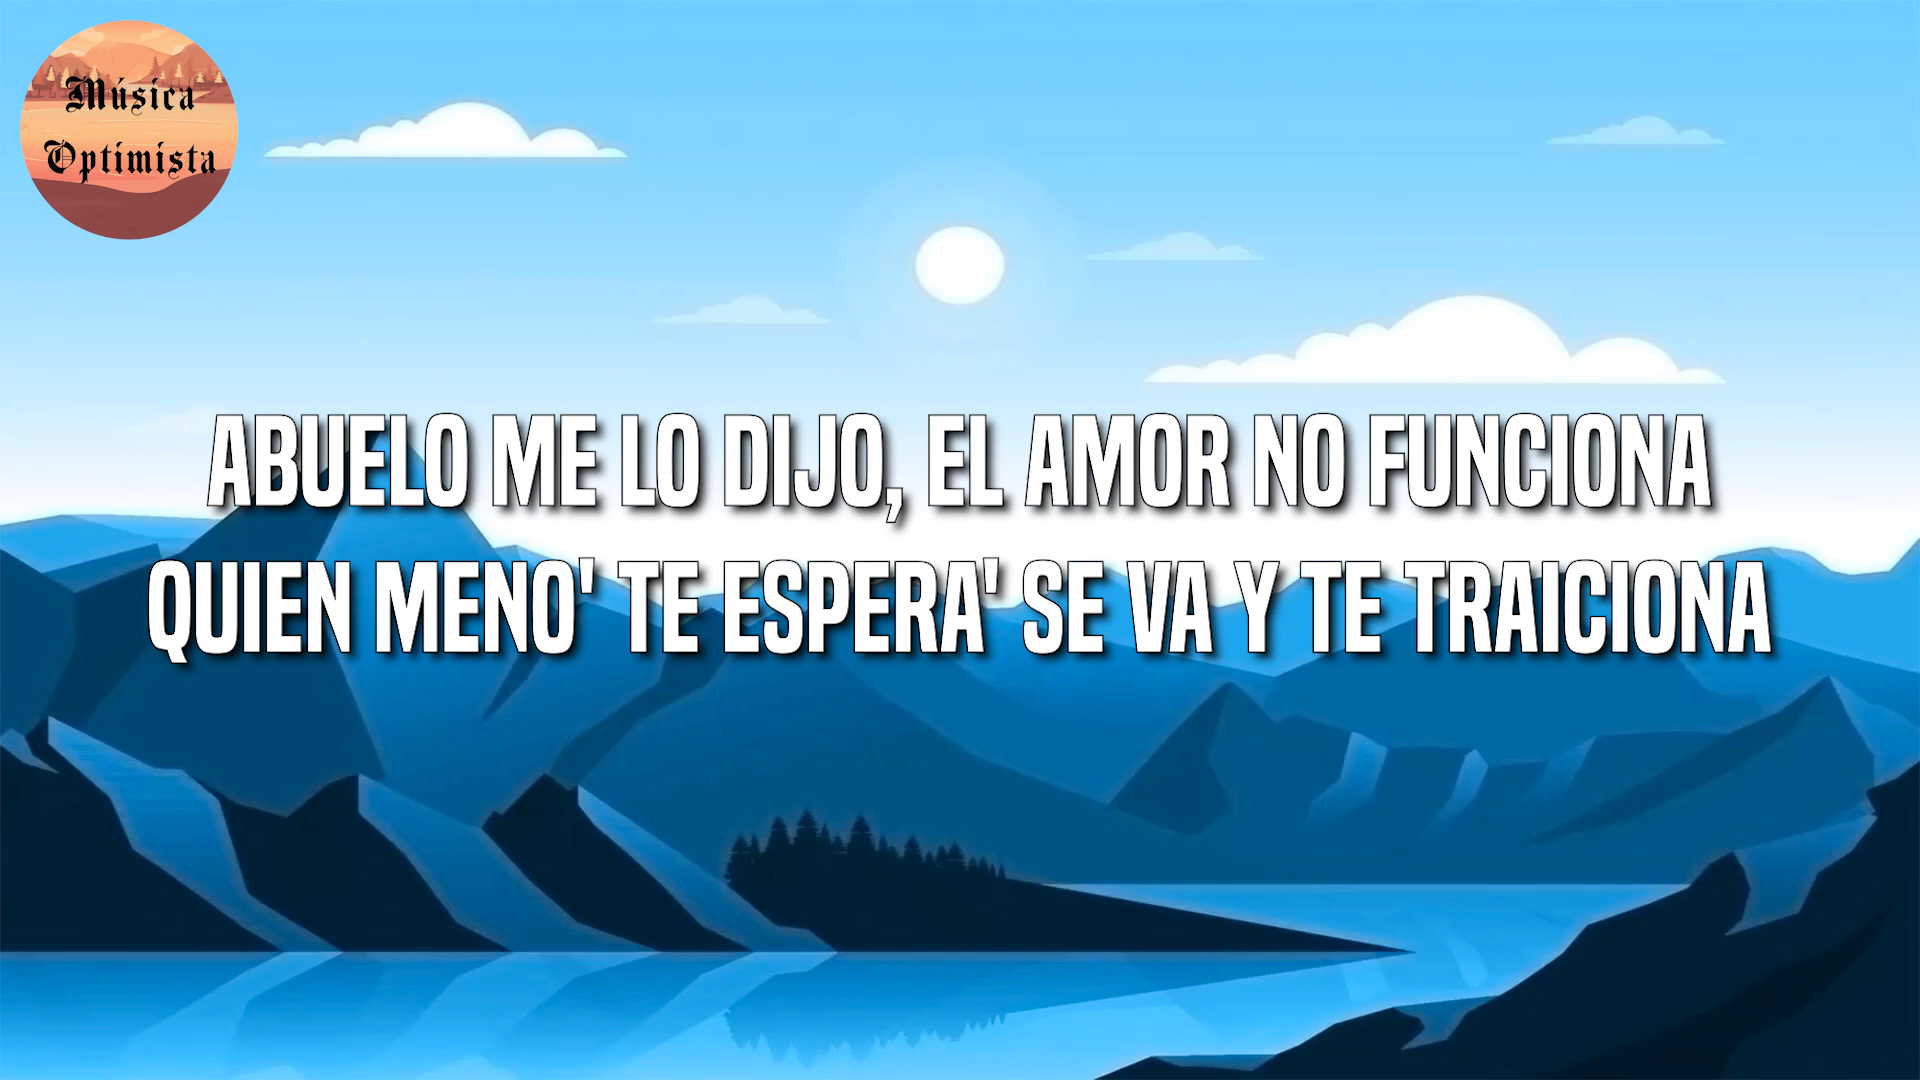 Música
Optimista
ABUELO ME LO DIJO, EL AMOR NO FUNCIONA
QUIEN MENO' TE ESPERA' SE VA Y TE TRAICIONA